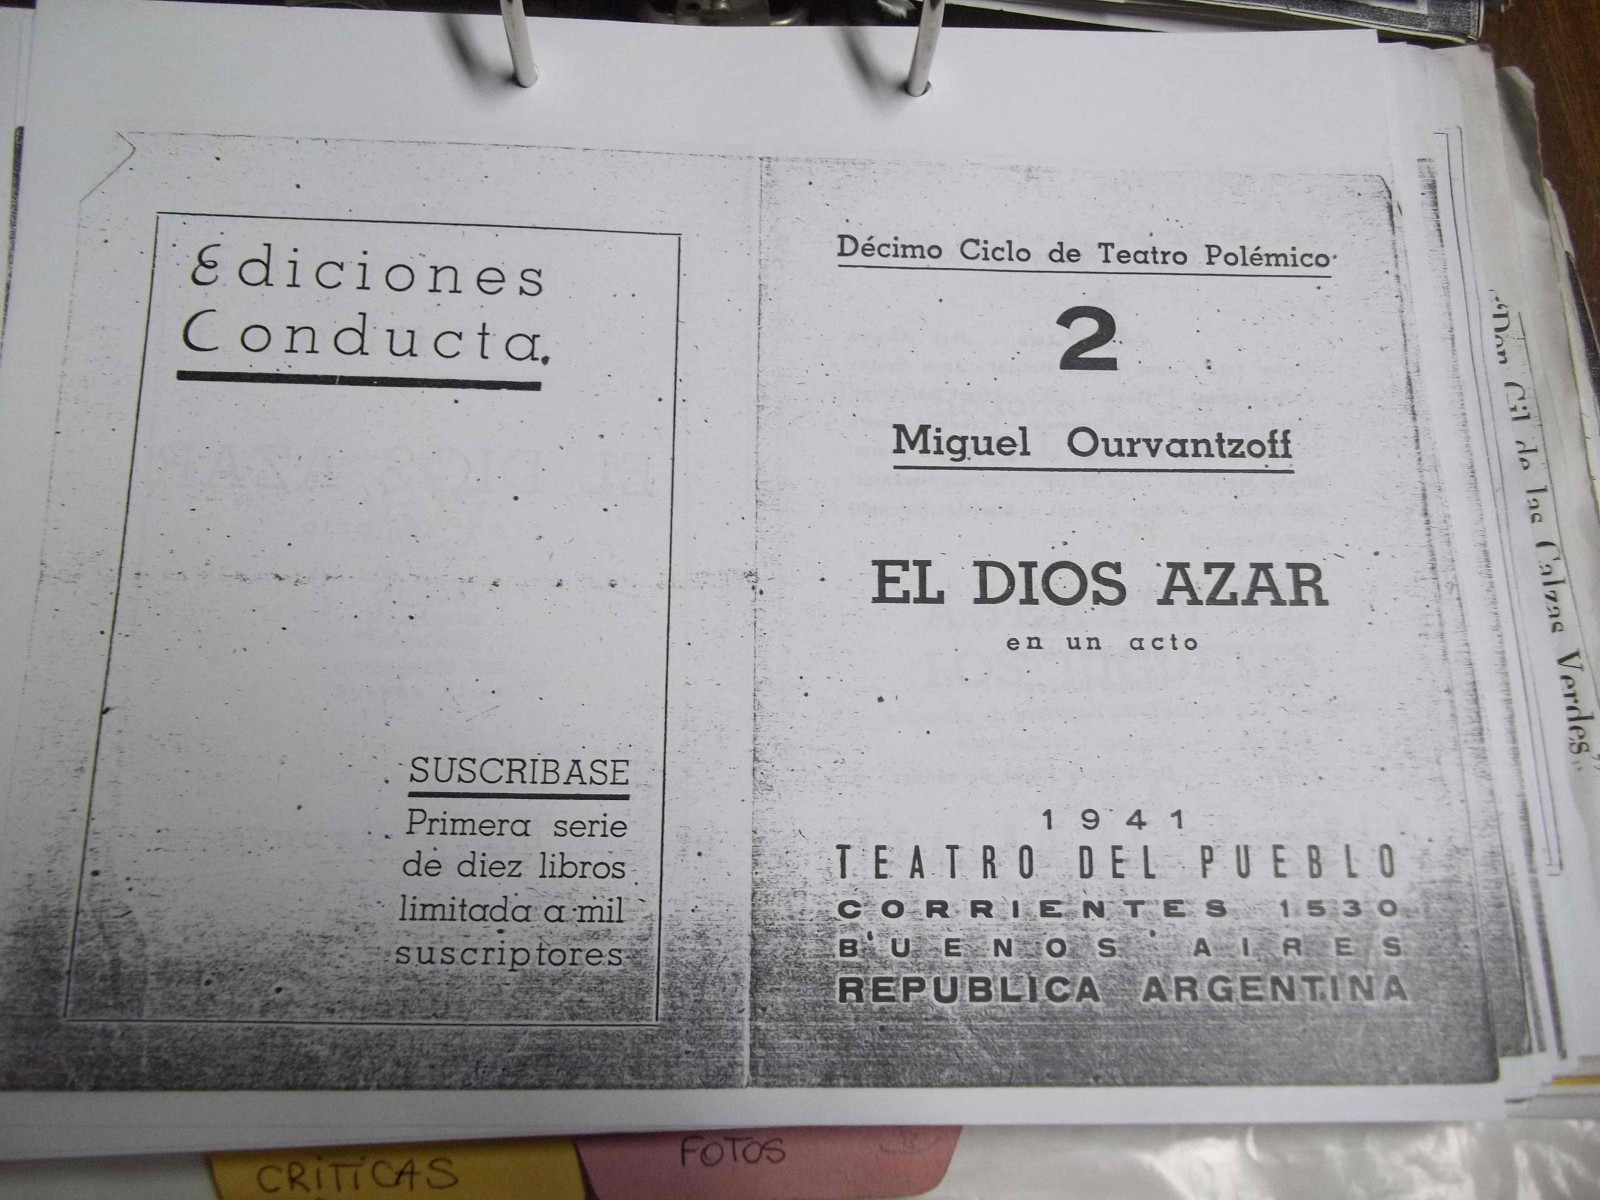 Ediciones
Conducta.
SUSCRIBASE
Primera serie
de diez libros
limitada a mil
suscriptores
Décimo Ciclo de Teatro Polémico
2
Miguel Ourvantzoff
EL DIOS AZAR
en un acto
1941
TEATRO DEL PUEBLO
CORRIENTES 1530
BUENOS AIRES
REPUBLICA ARGENTINA
"Don Gil de las Calzas Verdes"
CRITICAS
FOTOS